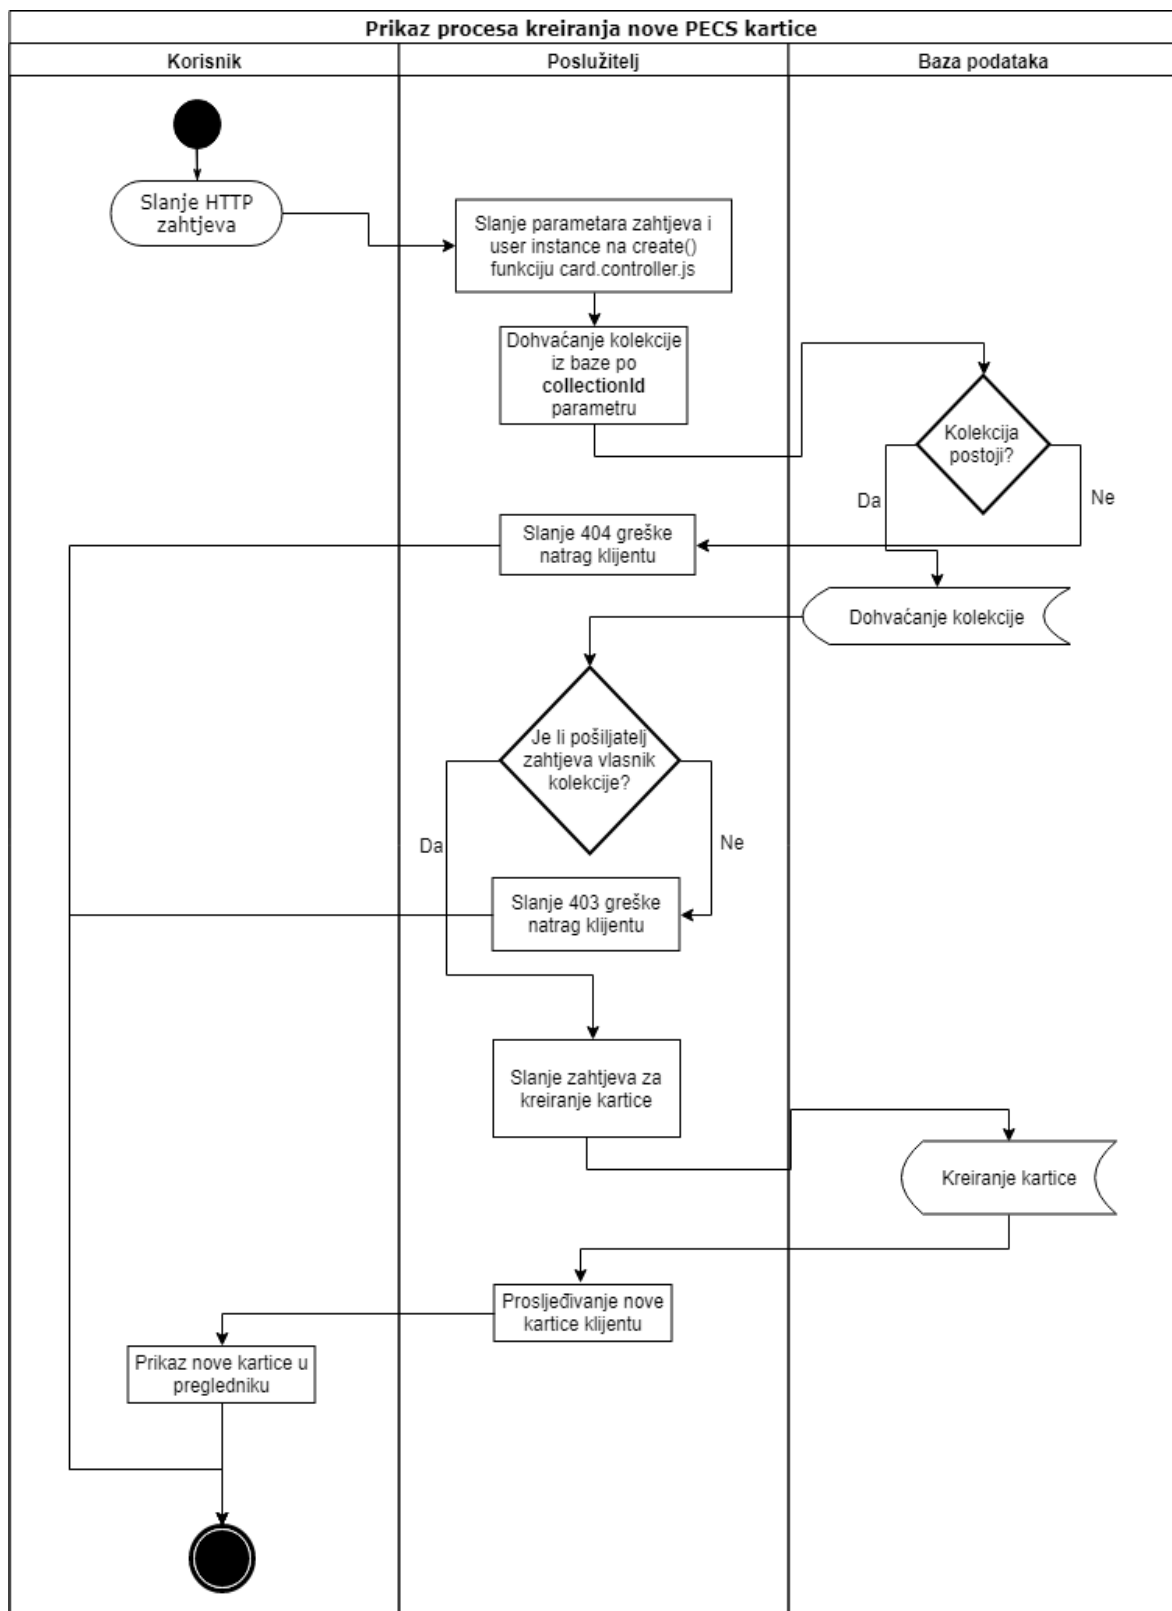 Prikaz procesa kreiranja nove PECS kartice
Korisnik
Poslužitelj
Baza podataka
Slanje HTTP
zahtjeva
Slanje parametara zahtjeva i
user instance na create()
funkciju card.controller.js
Dohvaćanje kolekcije
iz baze po
collectionId
parametru
Kolekcija
postoji?
Da
Ne
Slanje 404 greške
natrag klijentu
Dohvaćanje kolekcije
Je li pošiljatelj
zahtjeva vlasnik
kolekcije?
Da
Ne
Slanje 403 greške
natrag klijentu
Slanje zahtjeva za
kreiranje kartice
Kreiranje kartice
Prosljeđivanje nove
kartice klijentu
Prikaz nove kartice u
pregledniku